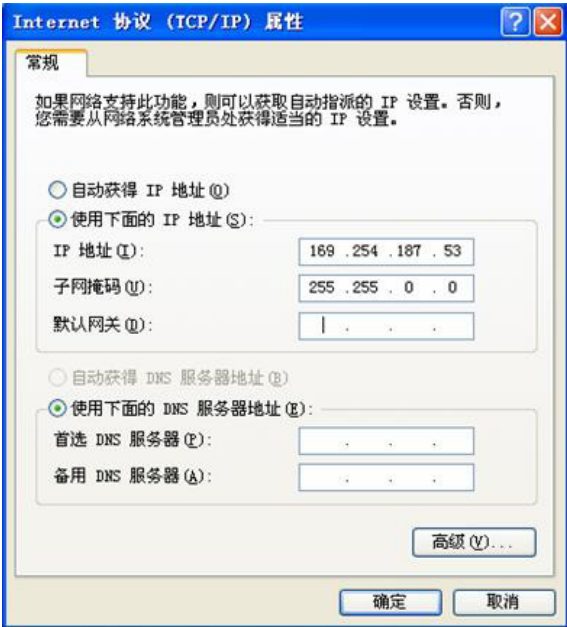 Internet 协议 (TCP/IP) 属性
常规
如果网络支持此功能，则可以获取自动指派的 IP 设置。否则，
您需要从网络系统管理员处获得适当的 IP 设置。
自动获得 IP 地址(O)
使用下面的 IP 地址(S):
IP 地址(I): 169 .254 .187 . 53
子网掩码(U): 255 .255 . 0 . 0
默认网关(D): . . .
自动获得 DNS 服务器地址(B)
使用下面的 DNS 服务器地址(E):
首选 DNS 服务器(P): . . .
备用 DNS 服务器(A): . . .
高级(V)...
确定 取消